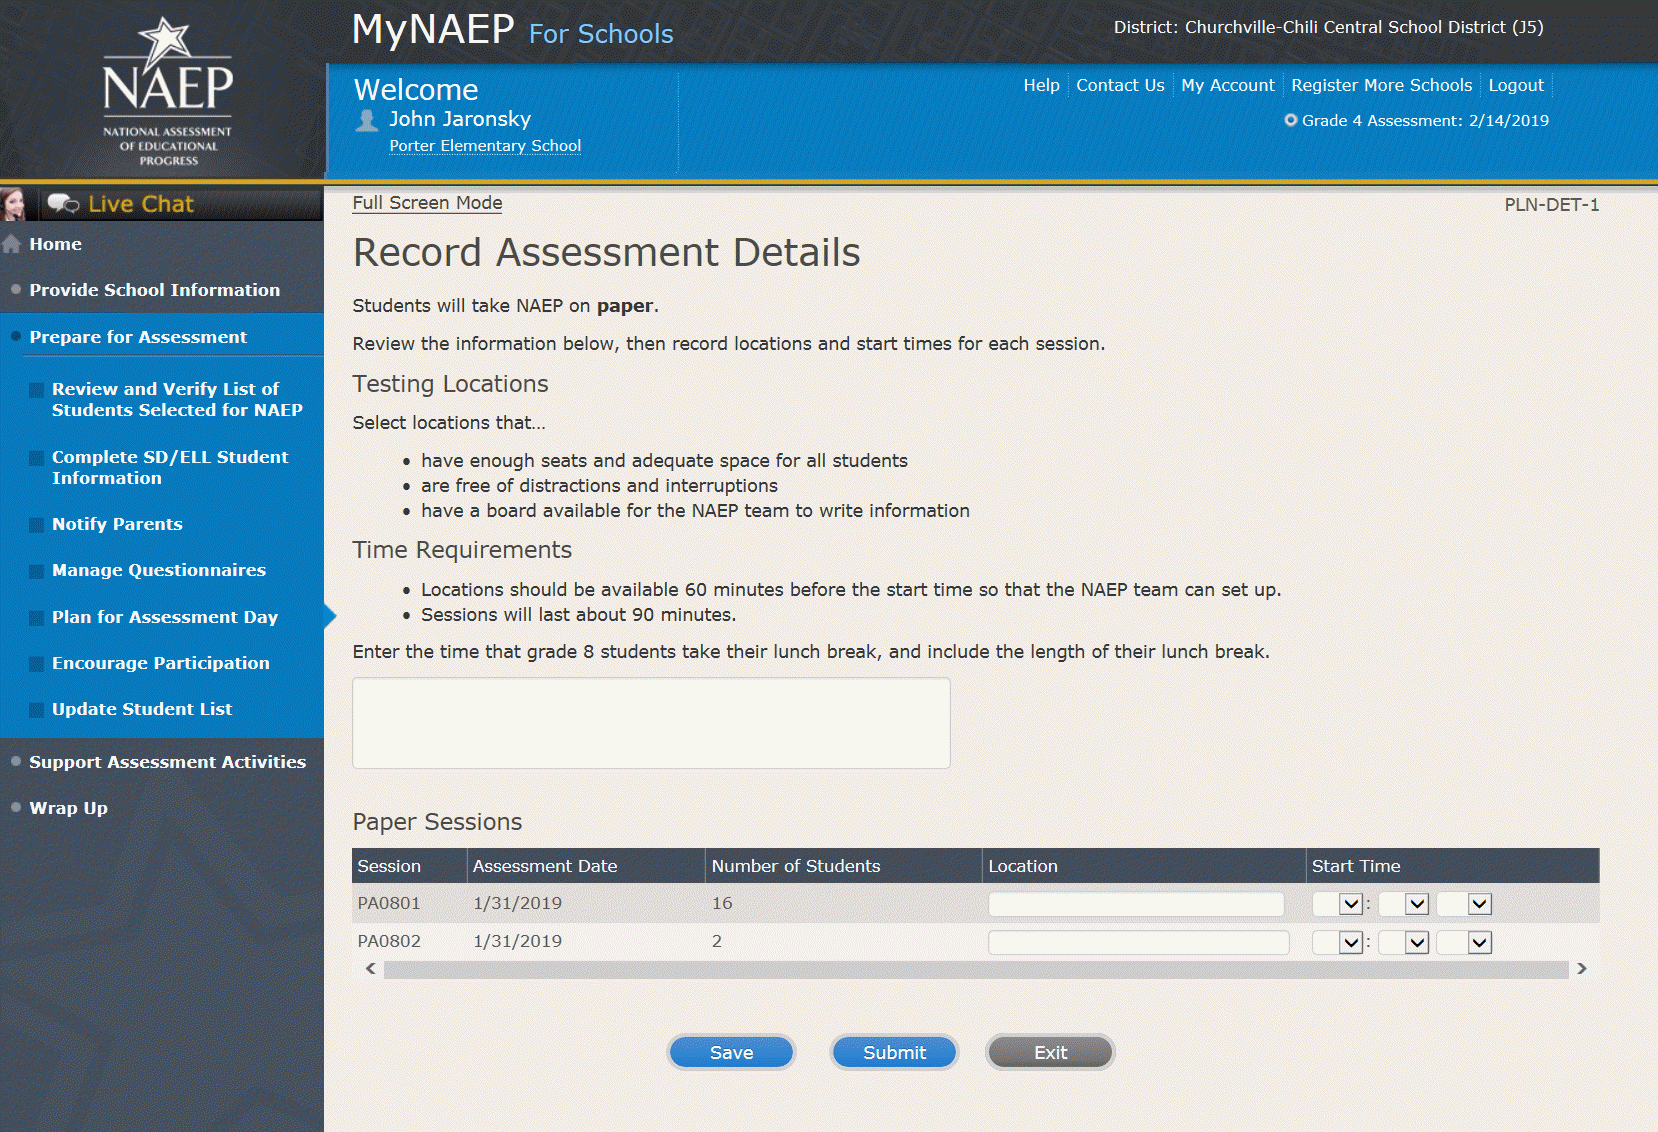 MyNAEP For Schools
District: Churchville-Chili Central School District (J5)
NAEP
NATIONAL ASSESSMENT
OF EDUCATIONAL
PROGRESS
Welcome
John Jaronsky
Porter Elementary School
Help
Contact Us
My Account
Register More Schools
Logout
Grade 4 Assessment: 2/14/2019
Live Chat
Home
Provide School Information
Prepare for Assessment
Review and Verify List of
Students Selected for NAEP
Complete SD/ELL Student
Information
Notify Parents
Manage Questionnaires
Plan for Assessment Day
Encourage Participation
Update Student List
Support Assessment Activities
Wrap Up
Full Screen Mode
PLN-DET-1
Record Assessment Details
Students will take NAEP on paper.
Review the information below, then record locations and start times for each session.
Testing Locations
Select locations that...
• have enough seats and adequate space for all students
• are free of distractions and interruptions
• have a board available for the NAEP team to write information
Time Requirements
• Locations should be available 60 minutes before the start time so that the NAEP team can set up.
• Sessions will last about 90 minutes.
Enter the time that grade 8 students take their lunch break, and include the length of their lunch break.
Paper Sessions
Session Assessment Date Number of Students Location Start Time
PA0801 1/31/2019 16 :
PA0802 1/31/2019 2 :
Save Submit Exit